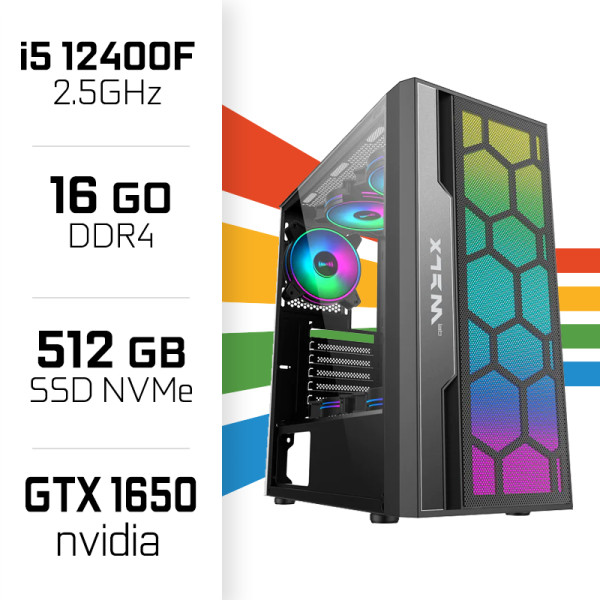 i5 12400F
2.5GHz
16 GO
DDR4
512 GB
SSD NVMe
GTX 1650
nvidia